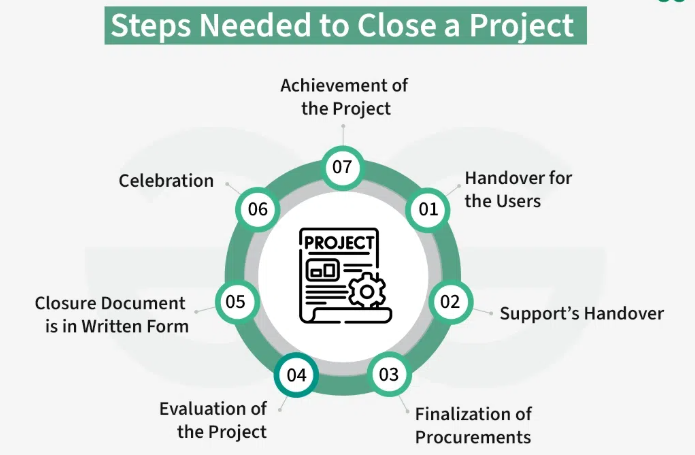 Steps Needed to Close a Project
Achievement of
the Project
07
Handover for
the Users
01
02
Support's Handover
03
Finalization of
Procurements
04
Evaluation of
the Project
05
Closure Document
is in Written Form
06
Celebration
PROJECT